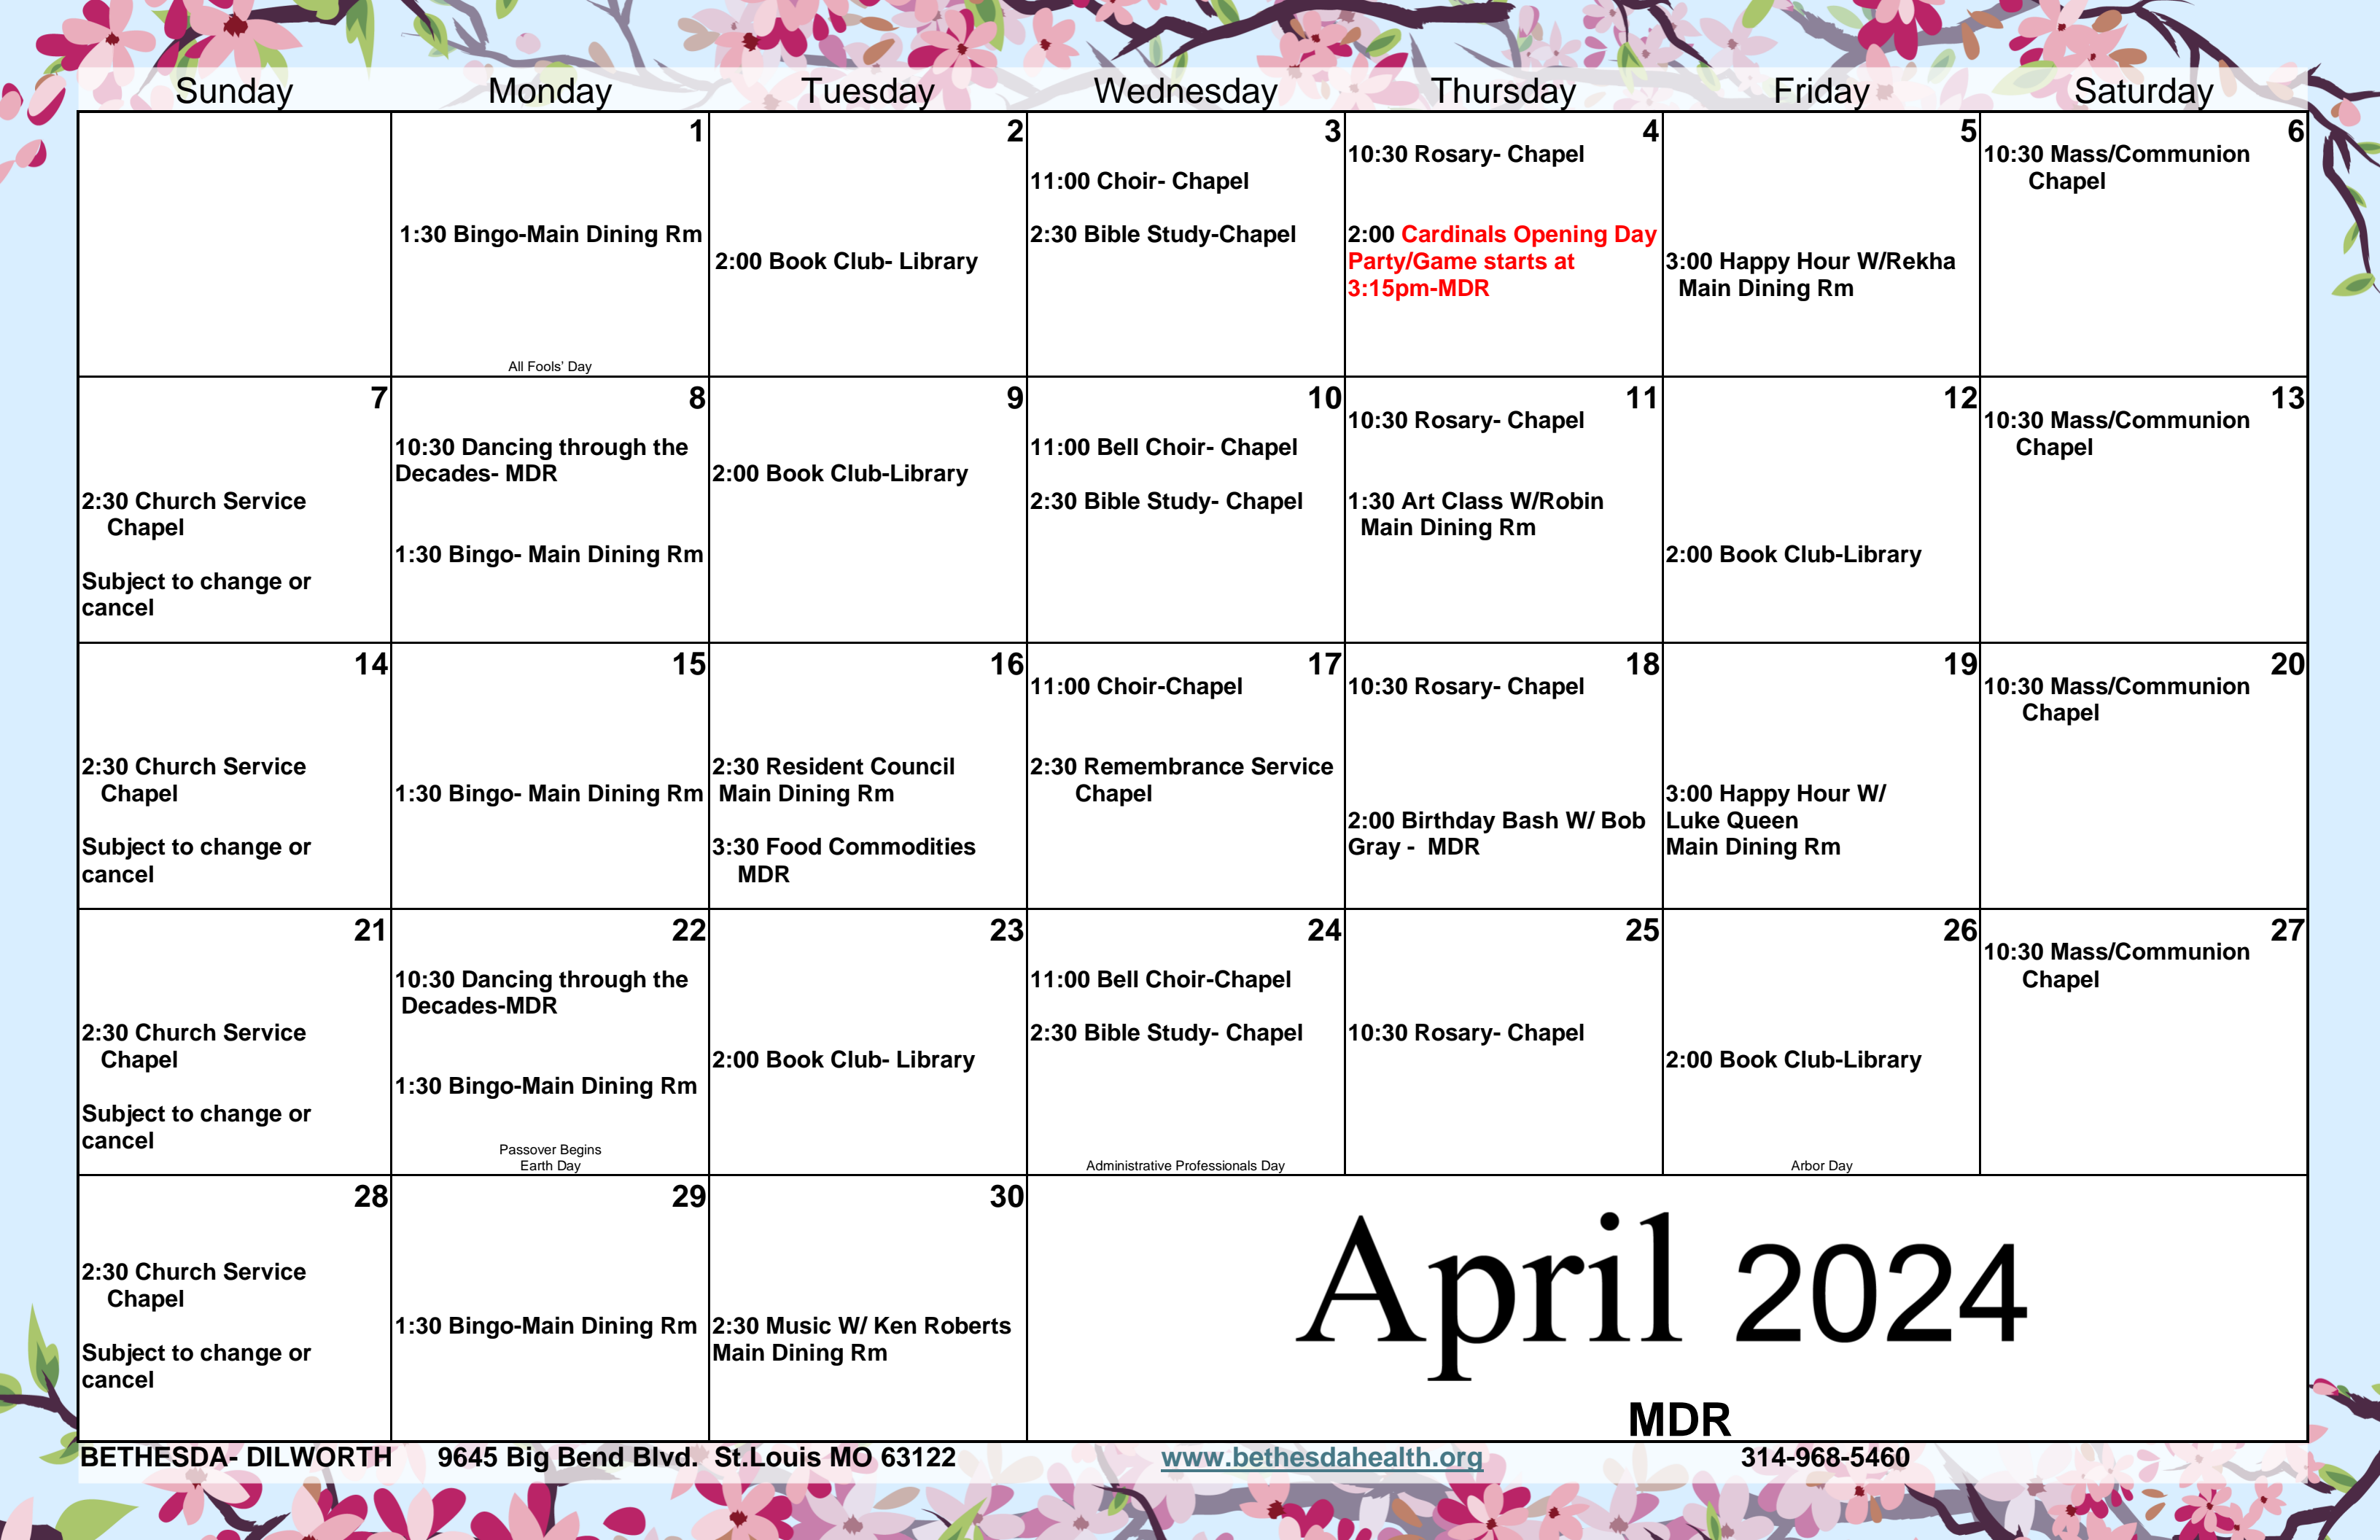 Sunday Monday Tuesday Wednesday Thursday Friday Saturday
1
1:30 Bingo-Main Dining Rm
All Fools' Day
2
2:00 Book Club- Library
3
11:00 Choir- Chapel
2:30 Bible Study-Chapel
4
10:30 Rosary- Chapel
2:00 Cardinals Opening Day
Party/Game starts at
3:15pm-MDR
5
3:00 Happy Hour W/Rekha
Main Dining Rm
6
10:30 Mass/Communion
Chapel
7
2:30 Church Service
Chapel
Subject to change or
cancel
8
10:30 Dancing through the
Decades- MDR
1:30 Bingo- Main Dining Rm
9
2:00 Book Club-Library
10
11:00 Bell Choir- Chapel
2:30 Bible Study- Chapel
11
10:30 Rosary- Chapel
1:30 Art Class W/Robin
Main Dining Rm
12
2:00 Book Club-Library
13
10:30 Mass/Communion
Chapel
14
2:30 Church Service
Chapel
Subject to change or
cancel
15
1:30 Bingo- Main Dining Rm
16
2:30 Resident Council
Main Dining Rm
3:30 Food Commodities
MDR
17
11:00 Choir-Chapel
2:30 Remembrance Service
Chapel
18
10:30 Rosary- Chapel
2:00 Birthday Bash W/ Bob
Gray - MDR
19
3:00 Happy Hour W/
Luke Queen
Main Dining Rm
20
10:30 Mass/Communion
Chapel
21
2:30 Church Service
Chapel
Subject to change or
cancel
22
10:30 Dancing through the
Decades-MDR
1:30 Bingo-Main Dining Rm
Passover Begins
Earth Day
23
2:00 Book Club- Library
24
11:00 Bell Choir-Chapel
2:30 Bible Study- Chapel
Administrative Professionals Day
25
10:30 Rosary- Chapel
26
2:00 Book Club-Library
Arbor Day
27
10:30 Mass/Communion
Chapel
28
2:30 Church Service
Chapel
Subject to change or
cancel
29
1:30 Bingo-Main Dining Rm
30
2:30 Music W/ Ken Roberts
Main Dining Rm
April 2024
MDR
BETHESDA- DILWORTH 9645 Big Bend Blvd. St.Louis MO 63122 www.bethesdahealth.org 314-968-5460